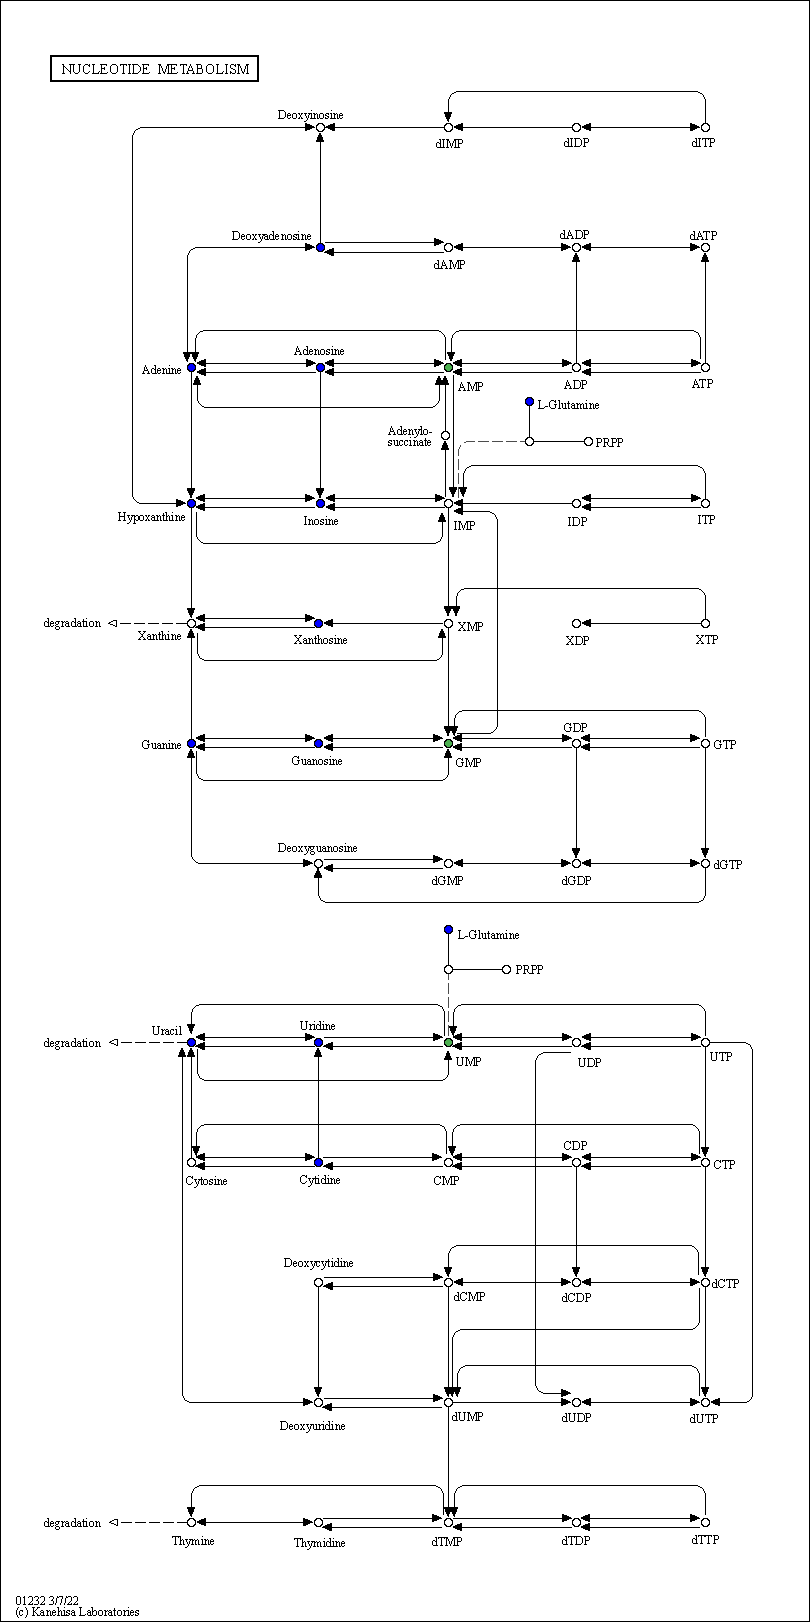 NUCLEOTIDE METABOLISM
Deoxyinosine
dIMP
dIDP
dITP
Deoxyadenosine
dAMP
dADP
dATP
Adenine
Adenosine
AMP
ADP
ATP
L-Glutamine
Adenylo-
succinate
PRPP
Hypoxanthine
Inosine
IMP
IDP
ITP
degradation
Xanthine
Xanthosine
XMP
XDP
XTP
Guanine
Guanosine
GMP
GDP
GTP
Deoxyguanosine
dGMP
dGDP
dGTP
L-Glutamine
PRPP
degradation
Uracil
Uridine
UMP
UDP
UTP
Cytosine
Cytidine
CMP
CDP
CTP
Deoxycytidine
dCMP
dCDP
dCTP
Deoxyuridine
dUMP
dUDP
dUTP
degradation
Thymine
Thymidine
dTMP
dTDP
dTTP
01232 3/7/22
(c) Kanehisa Laboratories